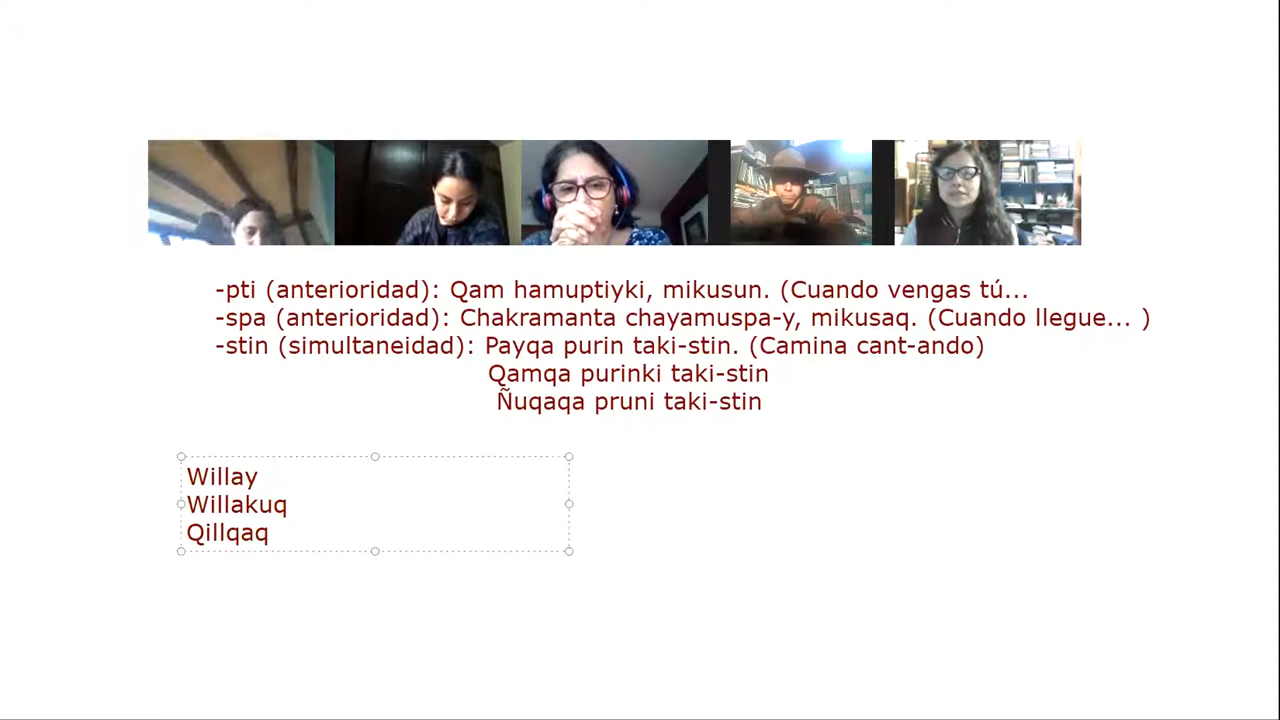 -pti (anterioridad): Qam hamuptiyki, mikusun. (Cuando vengas tú...
-spa (anterioridad): Chakramanta chayamuspa-y, mikusaq. (Cuando llegue... )
-stin (simultaneidad): Payqa purin taki-stin. (Camina cant-ando)
Qamqa purinki taki-stin
Ñuqaqa pruni taki-stin
Willay
Willakuq
Qillqaq